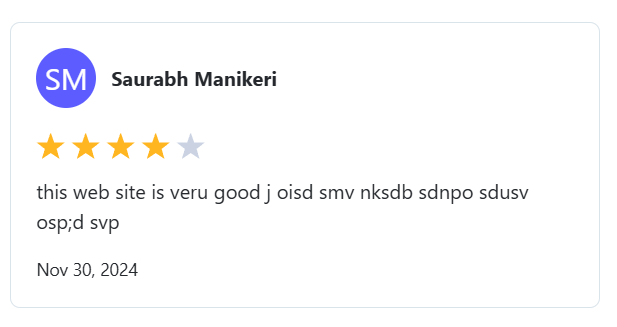 SM
Saurabh Manikeri
this web site is veru good j oisd smv nksdb sdnpo sdusv
osp;d svp
Nov 30, 2024